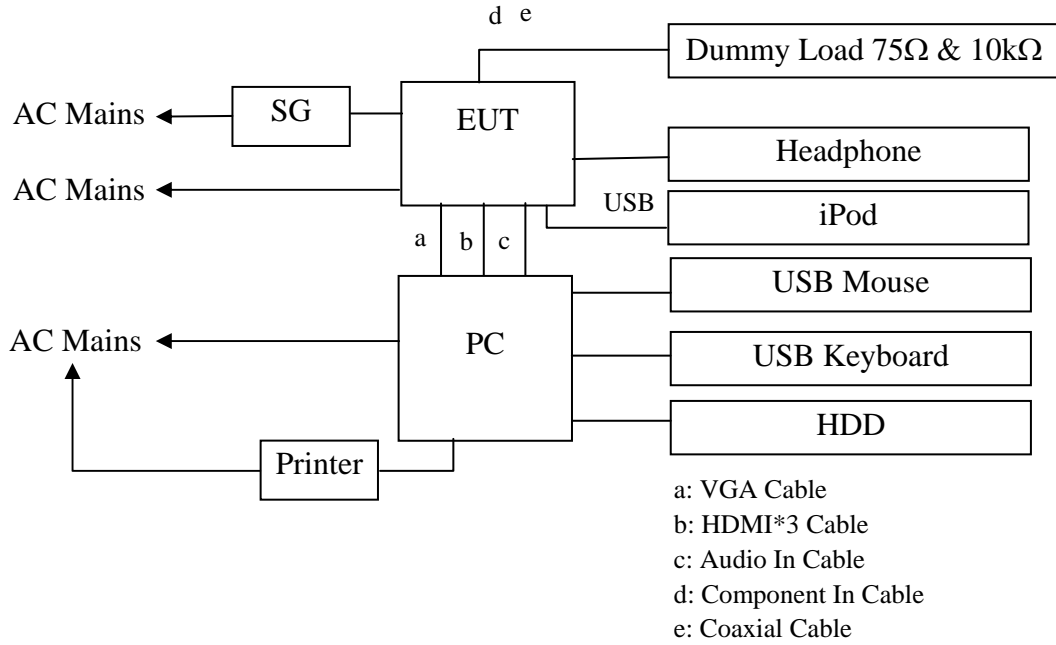 d e
Dummy Load 75Ω & 10kΩ
AC Mains
SG
EUT
Headphone
AC Mains
USB
iPod
a
b
c
USB Mouse
AC Mains
PC
USB Keyboard
HDD
Printer
a: VGA Cable
b: HDMI*3 Cable
c: Audio In Cable
d: Component In Cable
e: Coaxial Cable